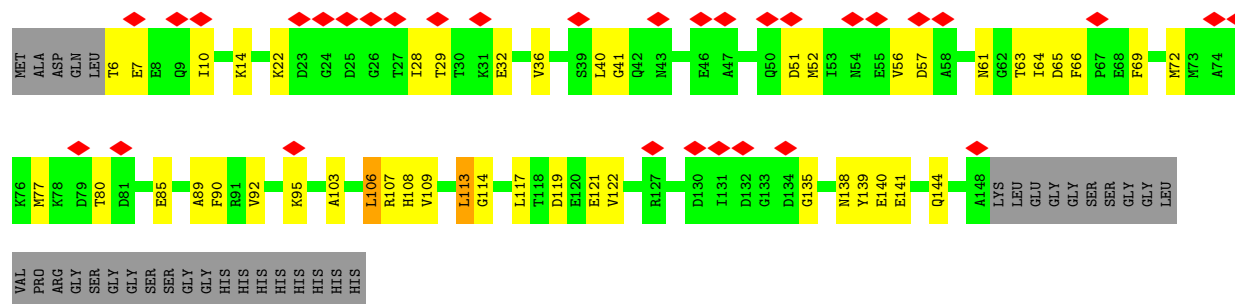 MET ALA ASP GLN LEU T6 E7 E8 Q9 I10 K14 K22 D23 G24 D25 G26 T27 I28 T29 T30 K31 E32 V36 S39 L40 G41 Q42 N43 E46 A47 Q50 D51 M52 I53 N54 E55 V56 D57 A58 N61 G62 T63 I64 D65 F66 P67 E68 F69 M72 M73 A74
K76 M77 K78 D79 T80 D81 E85 A89 F90 R91 V92 K95 A103 L106 R107 H108 V109 L113 G114 L117 T118 D119 E120 E121 V122 R127 D130 I131 D132 G133 D134 G135 N138 Y139 E140 E141 Q144 A148 LYS LEU GLU GLY GLY SER SER GLY GLY LEU
VAL PRO ARG GLY SER GLY GLY SER SER GLY GLY HIS HIS HIS HIS HIS HIS HIS HIS